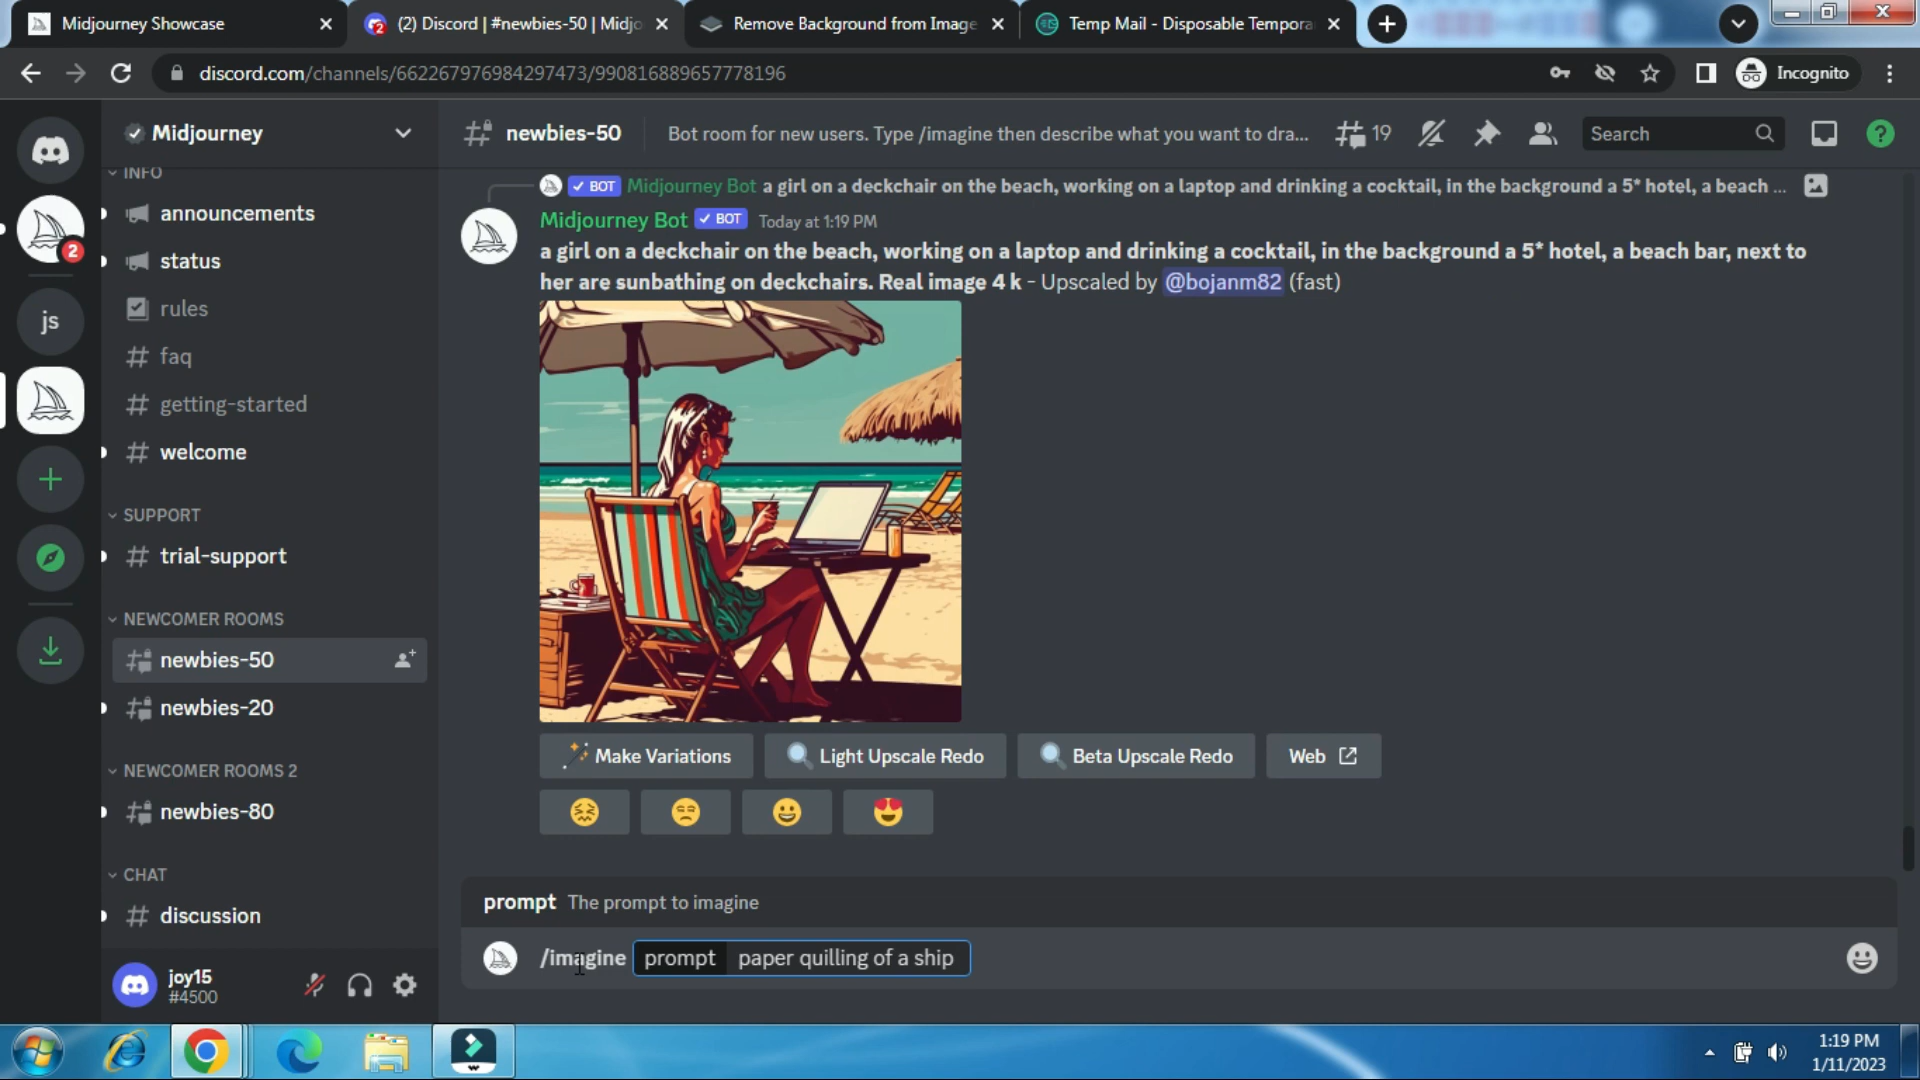 Midjourney Showcase
(2) Discord | #newbies-50 | Midjo
Remove Background from Image
Temp Mail - Disposable Tempora
discord.com/channels/662267976984297473/990816889657778196
Incognito
2
js
Midjourney
INFO
announcements
status
rules
faq
getting-started
welcome
SUPPORT
trial-support
NEWCOMER ROOMS
newbies-50
newbies-20
NEWCOMER ROOMS 2
newbies-80
CHAT
discussion
joy15
#4500
newbies-50
Bot room for new users. Type /imagine then describe what you want to dra...
19
Search
BOT Midjourney Bot a girl on a deckchair on the beach, working on a laptop and drinking a cocktail, in the background a 5* hotel, a beach ...
Midjourney Bot BOT Today at 1:19 PM
a girl on a deckchair on the beach, working on a laptop and drinking a cocktail, in the background a 5* hotel, a beach bar, next to
her are sunbathing on deckchairs. Real image 4 k - Upscaled by @bojanm82 (fast)
Make Variations
Light Upscale Redo
Beta Upscale Redo
Web
prompt The prompt to imagine
/imagine prompt paper quilling of a ship
1:19 PM
1/11/2023